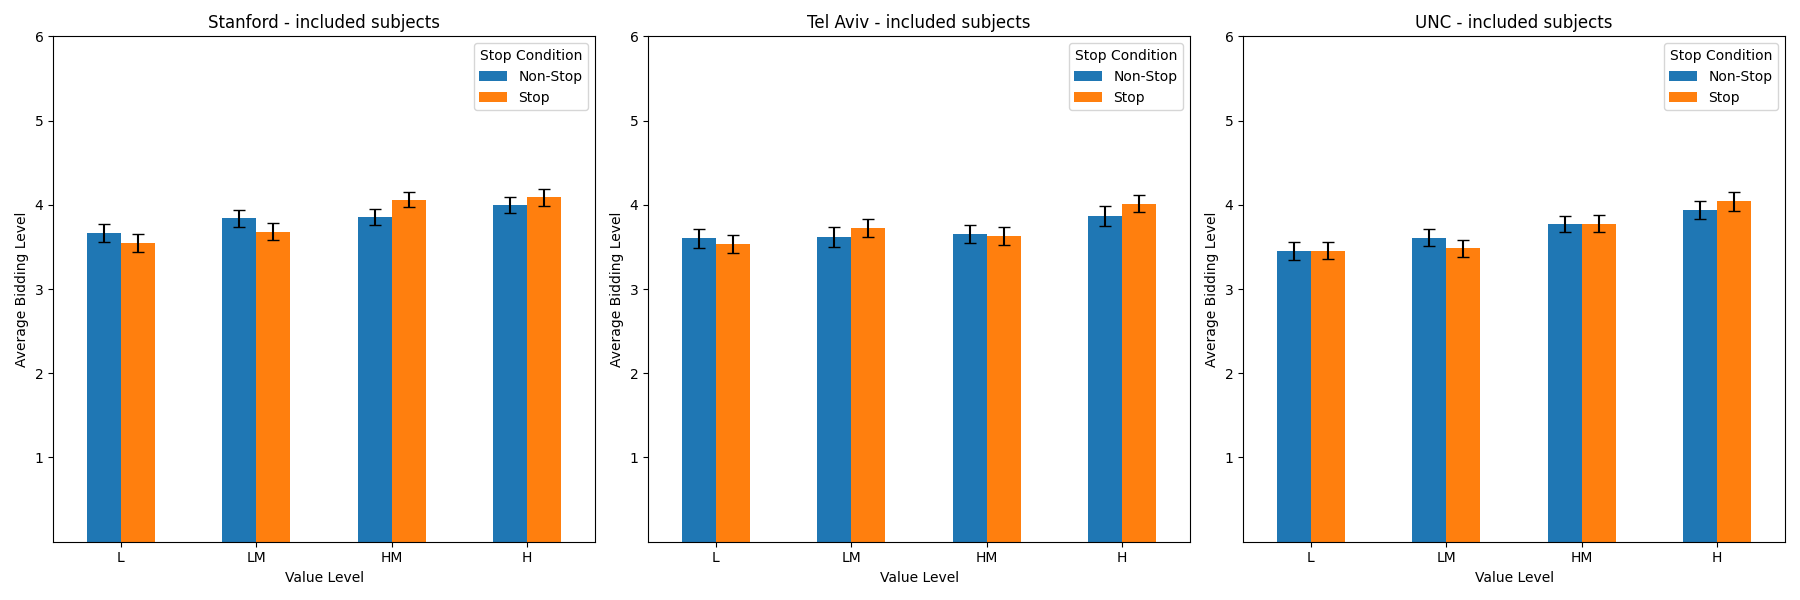 Stanford - included subjects
6
5
4
3
2
1
Average Bidding Level
Stop Condition
Non-Stop
Stop
L LM HM H
Value Level
Tel Aviv - included subjects
6
5
4
3
2
1
Average Bidding Level
Stop Condition
Non-Stop
Stop
L LM HM H
Value Level
UNC - included subjects
6
5
4
3
2
1
Average Bidding Level
Stop Condition
Non-Stop
Stop
L LM HM H
Value Level